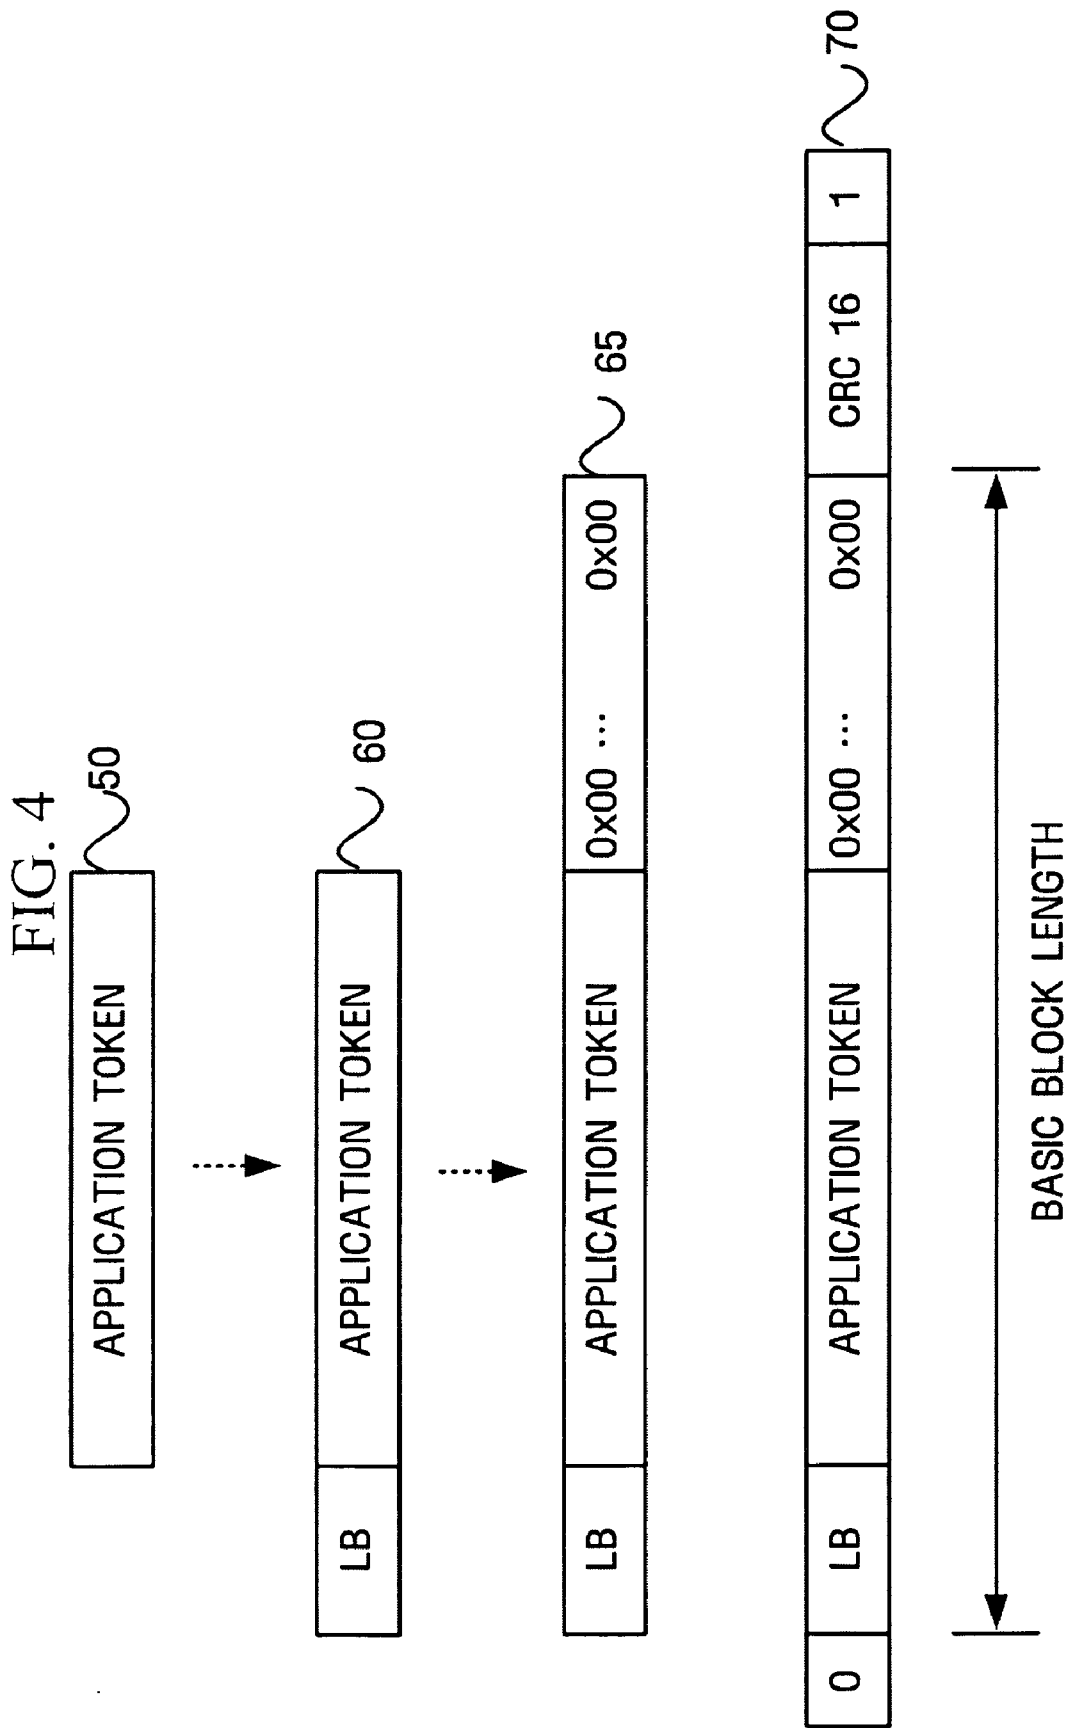 FIG. 4
APPLICATION TOKEN
50
LB APPLICATION TOKEN
60
LB APPLICATION TOKEN 0x00 ... 0x00
65
0 LB APPLICATION TOKEN 0x00 ... 0x00 CRC 16 1
70
BASIC BLOCK LENGTH